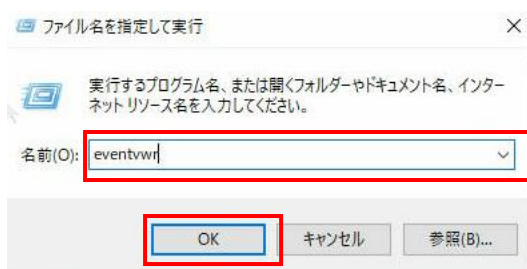 ファイル名を指定して実行
実行するプログラム名、または開くフォルダーやドキュメント名、インター
ネット リソース名を入力してください。
名前(O): eventvwr
OK キャンセル 参照(B)...